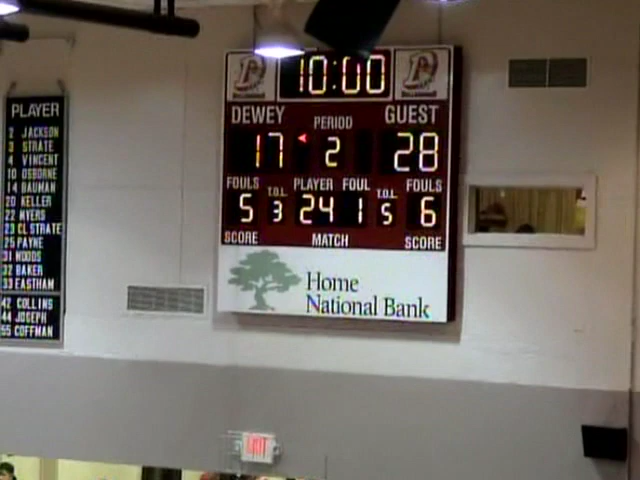 PLAYER
2 JACKSON
3 STRATE
4 VINCENT
10 OSBORNE
14 BAUMAN
20 KELLER
22 MYERS
23 CL STRATE
25 PAYNE
31 WOODS
32 BAKER
33 EASTHAM
42 COLLINS
44 JOSEPH
55 COFFMAN
10:00
DEWEY PERIOD GUEST
17 2 28
FOULS T.O.L. PLAYER FOUL T.O.L. FOULS
5 3 24 1 5 6
SCORE MATCH SCORE
Home
National Bank
EXIT